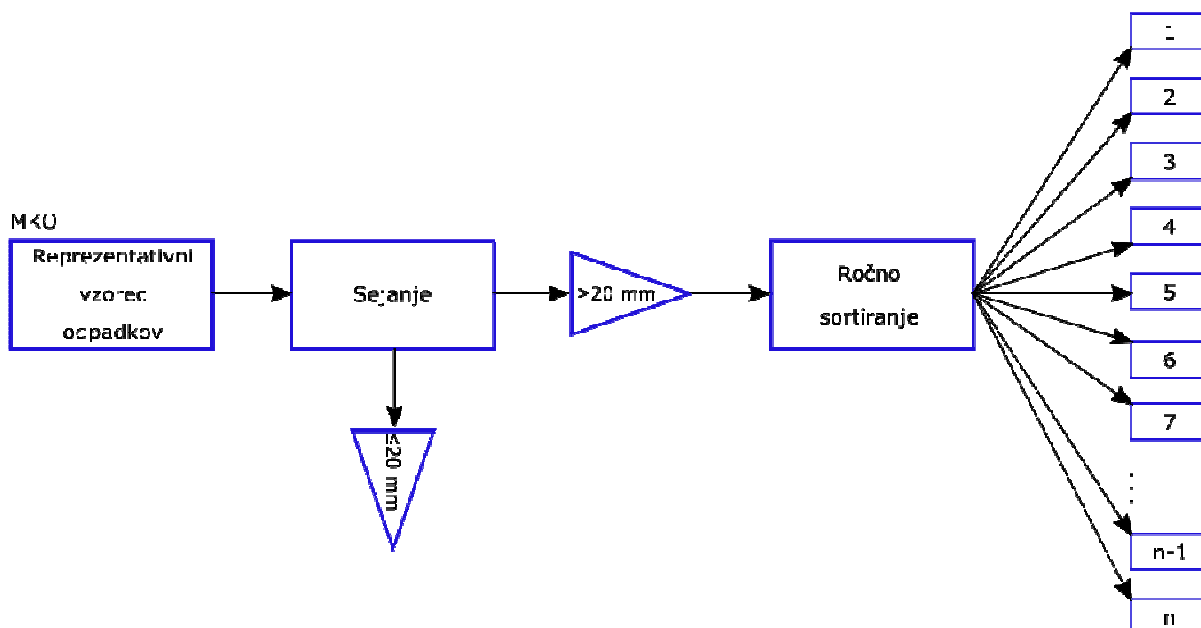 MKO
Reprezentativni
vzorec
odpadkov
Sejanje
≤20 mm
>20 mm
Ročno
sortiranje
1
2
3
4
5
6
7
...
n-1
n